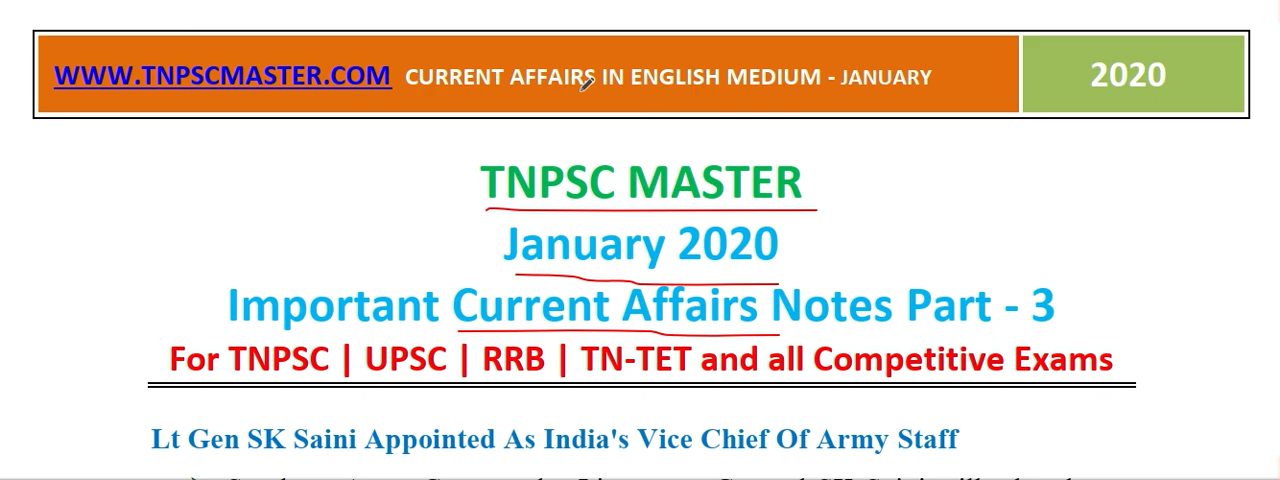 WWW.TNPSCMASTER.COM CURRENT AFFAIRS IN ENGLISH MEDIUM - JANUARY 2020
TNPSC MASTER
January 2020
Important Current Affairs Notes Part - 3
For TNPSC | UPSC | RRB | TN-TET and all Competitive Exams
Lt Gen SK Saini Appointed As India's Vice Chief Of Army Staff